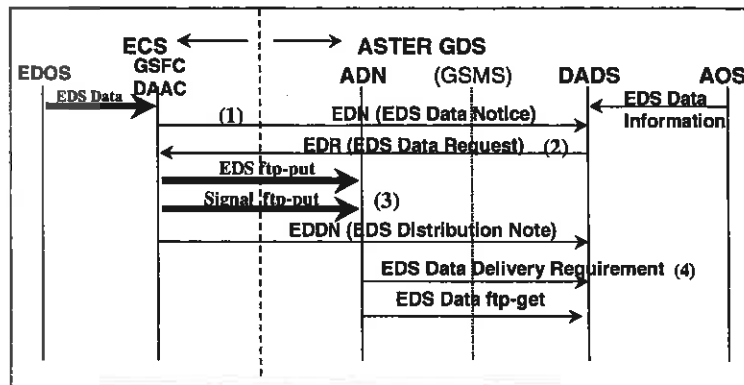 ECS
ASTER GDS
EDOS
GSFC
DAAC
ADN
(GSMS)
DADS
AOS
EDS Data
(1)
EDN (EDS Data Notice)
EDS Data
Information
EDR (EDS Data Request)
(2)
EDS ftp-put
Signal ftp-put
(3)
EDDN (EDS Distribution Note)
EDS Data Delivery Requirement (4)
EDS Data ftp-get